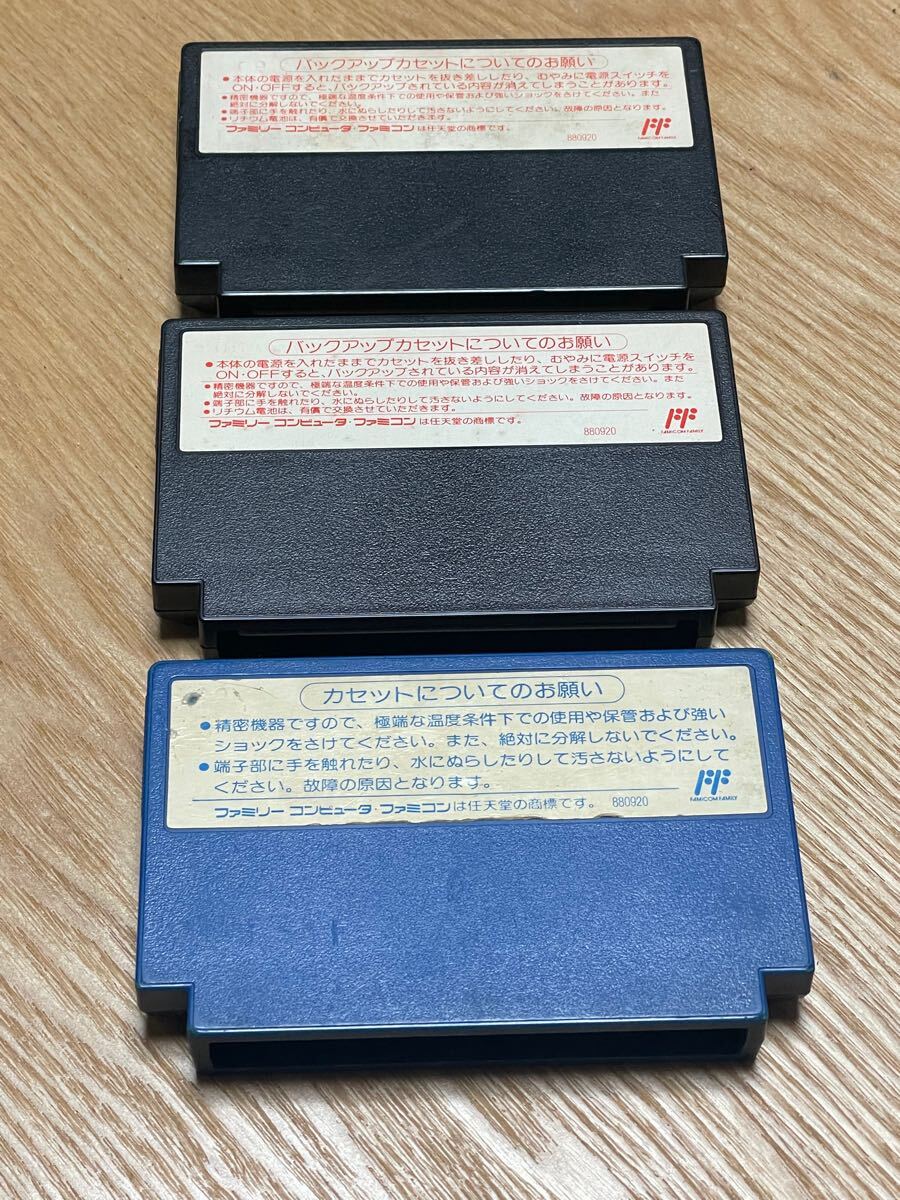 バックアップカセットについてのお願い
●本体の電源を入れたままでカセットを抜き差ししたり、むやみに電源スイッチを
ON・OFFすると、バックアップされている内容が消えてしまうことがあります。
●精密機器ですので、極端な温度条件下での使用や保管および強いショックをさけてください。また
絶対に分解しないでください。
●端子部に手を触れたり、水にぬらしたりして汚さないようにしてください。故障の原因となります。
●リチウム電池は、有償で交換させていただきます。
ファミリー コンピュータ・ファミコン は任天堂の商標です。
880920
FAMICOM FAMILY
バックアップカセットについてのお願い
●本体の電源を入れたままでカセットを抜き差ししたり、むやみに電源スイッチを
ON・OFFすると、バックアップされている内容が消えてしまうことがあります。
●精密機器ですので、極端な温度条件下での使用や保管および強いショックをさけてください。また
絶対に分解しないでください。
●端子部に手を触れたり、水にぬらしたりして汚さないようにしてください。故障の原因となります。
●リチウム電池は、有償で交換させていただきます。
ファミリー コンピュータ・ファミコン は任天堂の商標です。
880920
FAMICOM FAMILY
カセットについてのお願い
●精密機器ですので、極端な温度条件下での使用や保管および強い
ショックをさけてください。また、絶対に分解しないでください。
●端子部に手を触れたり、水にぬらしたりして汚さないようにして
ください。故障の原因となります。
ファミリー コンピュータ・ファミコン は任天堂の商標です。 880920
FAMICOM FAMILY